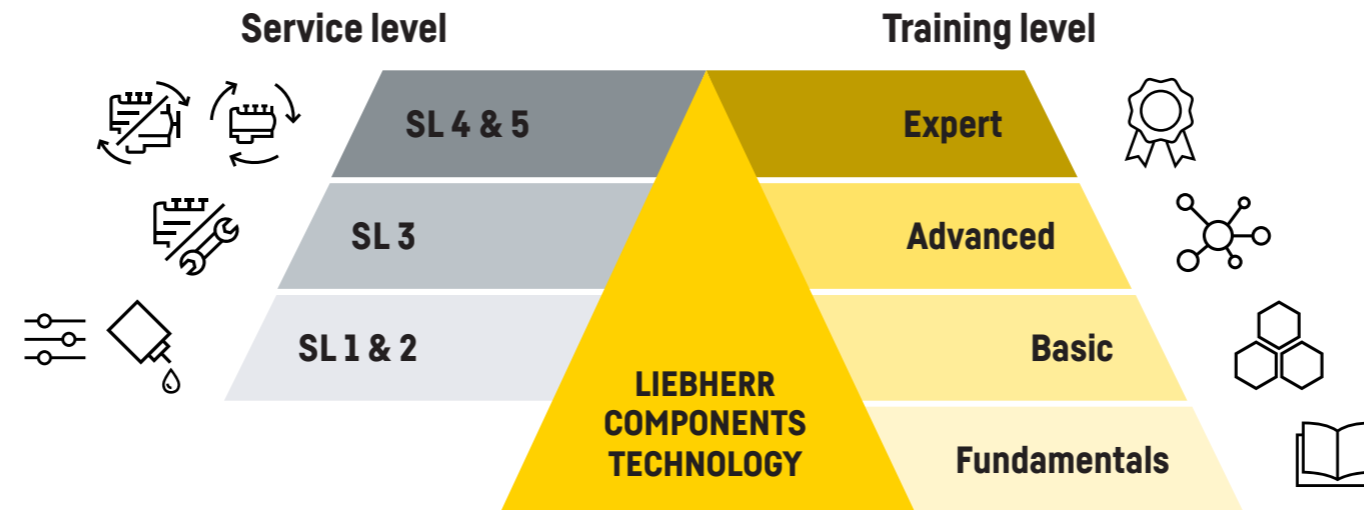 Service level
Training level
SL 4 & 5
Expert
SL 3
Advanced
SL 1 & 2
Basic
LIEBHERR
COMPONENTS
TECHNOLOGY
Fundamentals